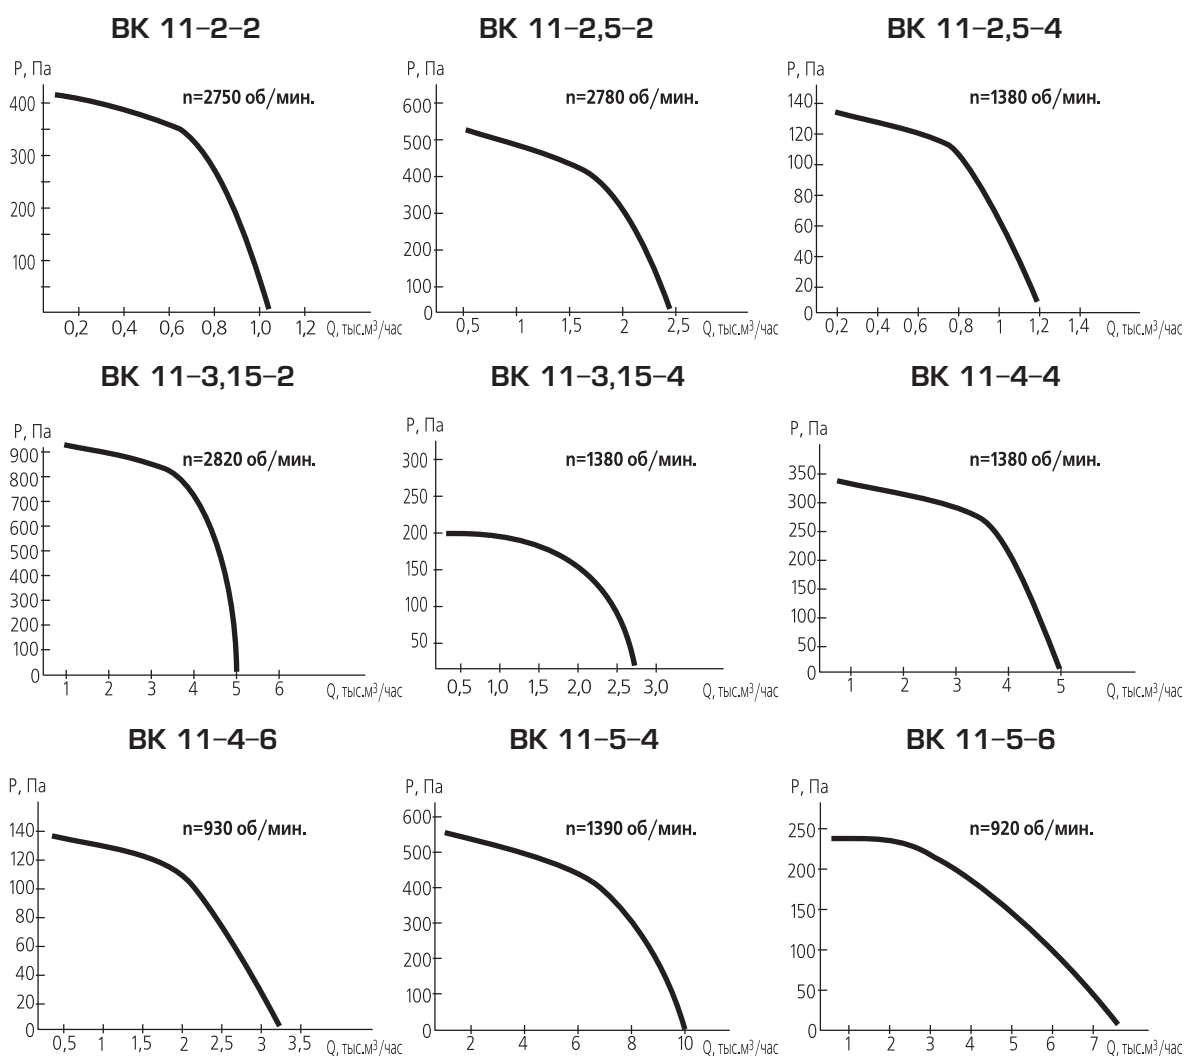 ВК 11–2–2
P, Па
n=2750 об/мин.
400
300
200
100
0,2 0,4 0,6 0,8 1,0 1,2 Q, тыс.м³/час
ВК 11–2,5–2
P, Па
n=2780 об/мин.
600
500
400
300
200
100
0
0,5 1 1,5 2 2,5 Q, тыс.м³/час
ВК 11–2,5–4
P, Па
n=1380 об/мин.
140
120
100
80
60
40
20
0
0,2 0,4 0,6 0,8 1 1,2 1,4 Q, тыс.м³/час
ВК 11–3,15–2
P, Па
n=2820 об/мин.
900
800
700
600
500
400
300
200
100
0
1 2 3 4 5 6 Q, тыс.м³/час
ВК 11–3,15–4
P, Па
n=1380 об/мин.
300
250
200
150
100
50
0,5 1,0 1,5 2,0 2,5 3,0 Q, тыс.м³/час
ВК 11–4–4
P, Па
n=1380 об/мин.
350
300
250
200
150
100
50
0
1 2 3 4 5 Q, тыс.м³/час
ВК 11–4–6
P, Па
n=930 об/мин.
140
120
100
80
60
40
20
0
0,5 1 1,5 2 2,5 3 3,5 Q, тыс.м³/час
ВК 11–5–4
P, Па
n=1390 об/мин.
600
500
400
300
200
100
0
2 4 6 8 10 Q, тыс.м³/час
ВК 11–5–6
P, Па
n=920 об/мин.
250
200
150
100
50
0
1 2 3 4 5 6 7 Q, тыс.м³/час